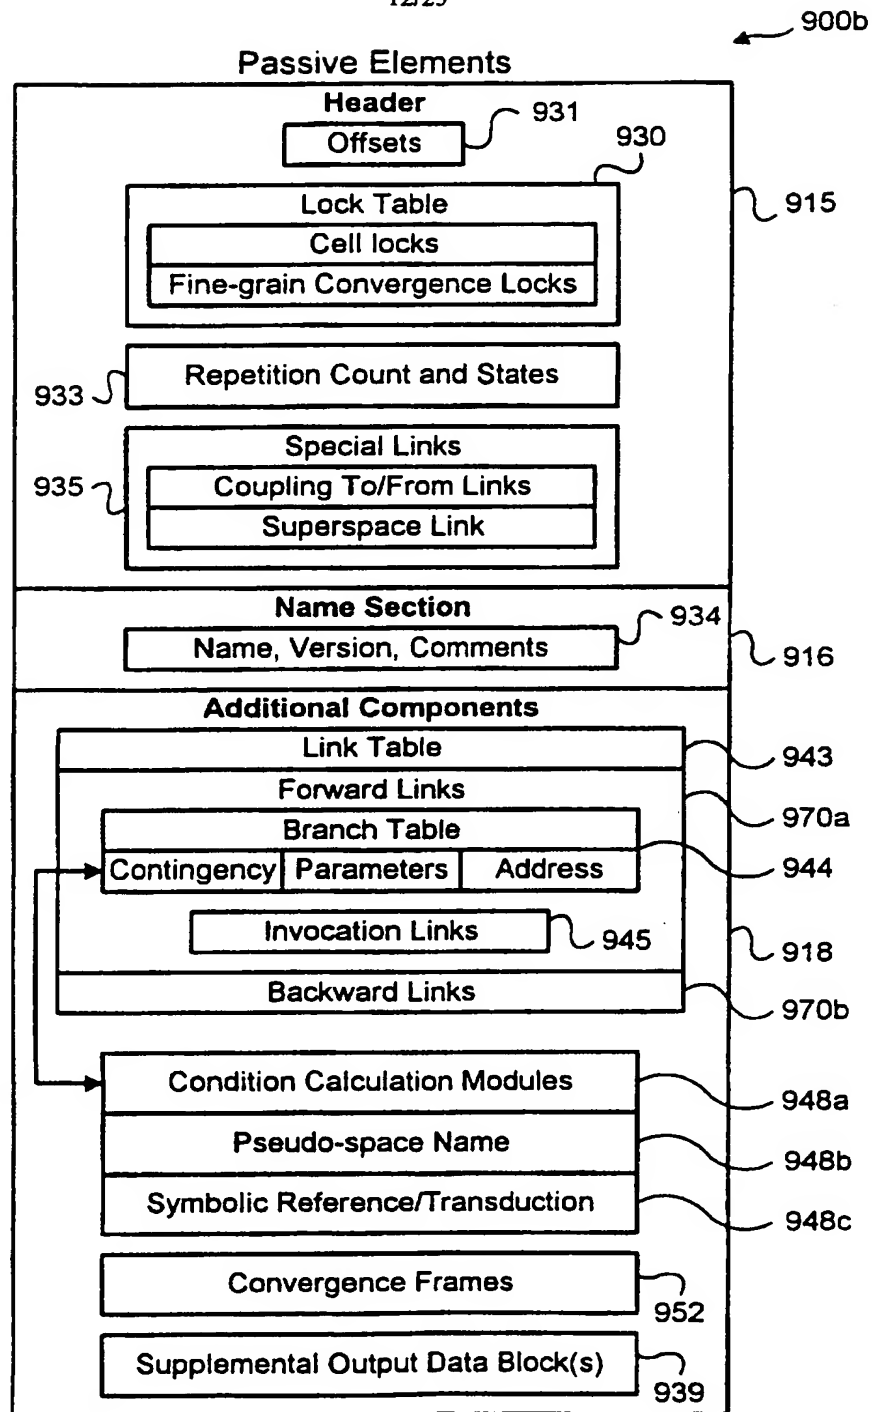 900b
Passive Elements
Header
Offsets
931
930
Lock Table
915
Cell locks
Fine-grain Convergence Locks
Repetition Count and States
933
Special Links
935
Coupling To/From Links
Superspace Link
Name Section
934
Name, Version, Comments
916
Additional Components
Link Table
943
Forward Links
970a
Branch Table
Contingency Parameters Address
944
Invocation Links
945
918
Backward Links
970b
Condition Calculation Modules
948a
Pseudo-space Name
948b
Symbolic Reference/Transduction
948c
Convergence Frames
952
Supplemental Output Data Block(s)
939